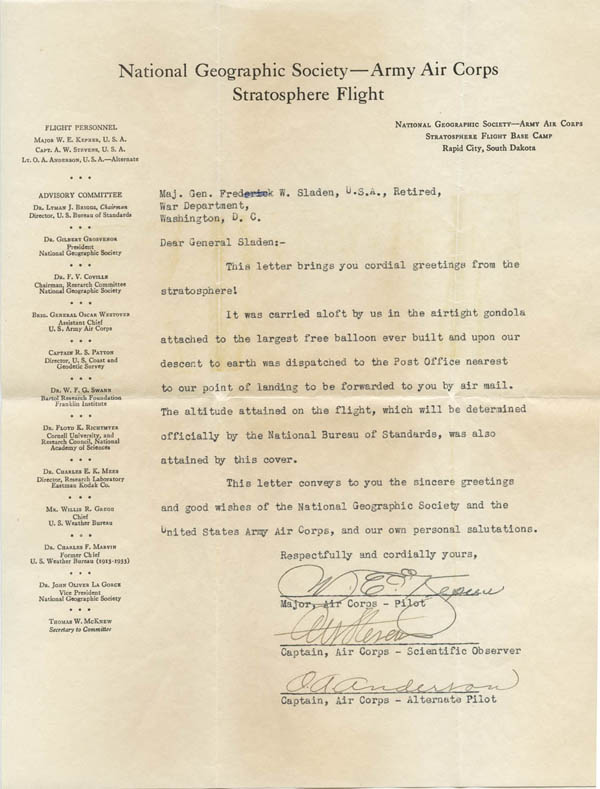 National Geographic Society—Army Air Corps
Stratosphere Flight
National Geographic Society—Army Air Corps
Stratosphere Flight Base Camp
Rapid City, South Dakota
FLIGHT PERSONNEL
Major W. E. Kepner, U. S. A.
Capt. A. W. Stevens, U. S. A.
Lt. O. A. Anderson, U. S. A.—Alternate
* * *
ADVISORY COMMITTEE
Dr. Lyman J. Briggs, Chairman
Director, U. S. Bureau of Standards
* * *
Dr. Gilbert Grosvenor
President
National Geographic Society
* * *
Dr. F. V. Coville
Chairman, Research Committee
National Geographic Society
* * *
Brig. General Oscar Westover
Assistant Chief
U. S. Army Air Corps
* * *
Captain R. S. Patton
Director, U. S. Coast and
Geodetic Survey
* * *
Dr. W. F. G. Swann
Bartol Research Foundation
Franklin Institute
* * *
Dr. Floyd K. Richtmyer
Cornell University, and
Research Council, National
Academy of Sciences
* * *
Dr. Charles E. K. Mees
Director, Research Laboratory
Eastman Kodak Co.
* * *
Mr. Willis R. Gregg
Chief
U. S. Weather Bureau
* * *
Dr. Charles F. Marvin
Former Chief
U. S. Weather Bureau (1913-1933)
* * *
Dr. John Oliver La Gorce
Vice President
National Geographic Society
* * *
Thomas W. McKnew
Secretary to Committee
Maj. Gen. Frederick W. Sladen, U.S.A., Retired,
War Department,
Washington, D. C.
Dear General Sladen:-
This letter brings you cordial greetings from the
stratosphere!
It was carried aloft by us in the airtight gondola
attached to the largest free balloon ever built and upon our
descent to earth was dispatched to the Post Office nearest
to our point of landing to be forwarded to you by air mail.
The altitude attained on the flight, which will be determined
officially by the National Bureau of Standards, was also
attained by this cover.
This letter conveys to you the sincere greetings
and good wishes of the National Geographic Society and the
United States Army Air Corps, and our own personal salutations.
Respectfully and cordially yours,
W. E. Kepner
Major, Air Corps - Pilot
A W Stevens
Captain, Air Corps - Scientific Observer
O A Anderson
Captain, Air Corps - Alternate Pilot